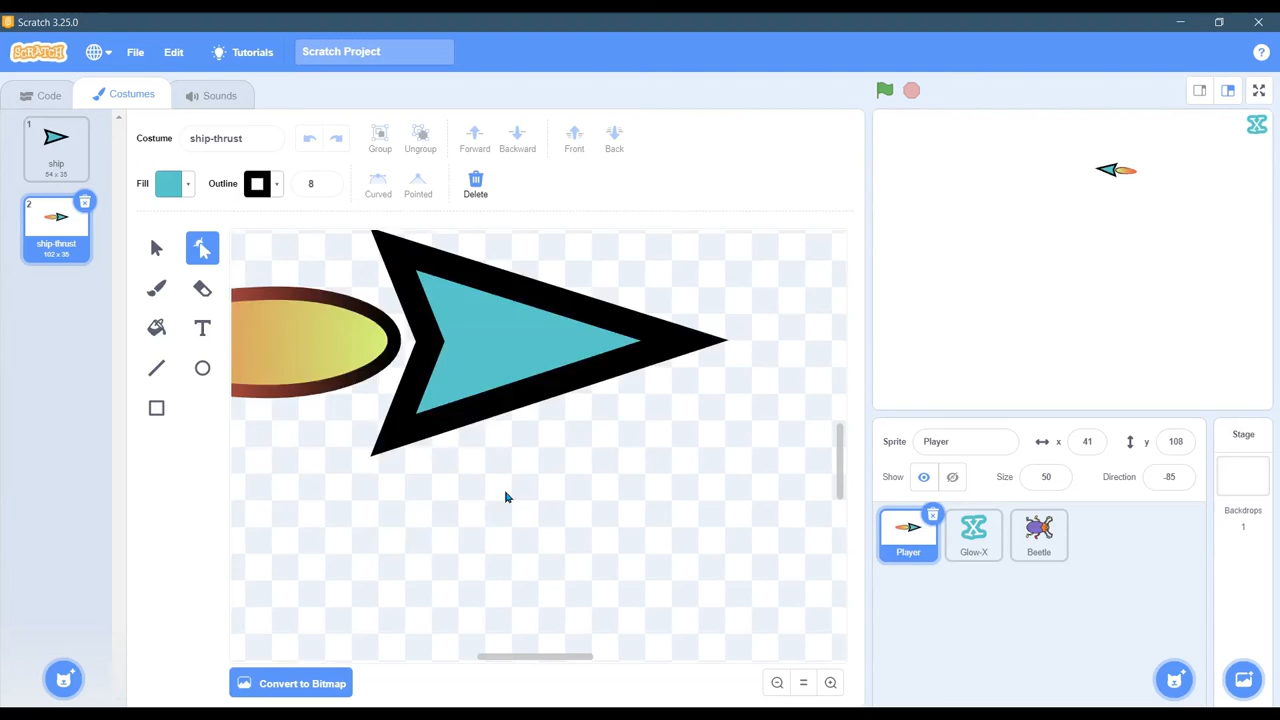 Scratch 3.25.0
SCRATCH
File
Edit
Tutorials
Scratch Project
Code
Costumes
Sounds
1
ship
54 x 35
2
ship-thrust
102 x 35
Costume
ship-thrust
Group
Ungroup
Forward
Backward
Front
Back
Fill
Outline
8
Curved
Pointed
Delete
T
Convert to Bitmap
Sprite
Player
x
41
y
108
Show
Size
50
Direction
-85
Player
Glow-X
Beetle
Stage
Backdrops
1